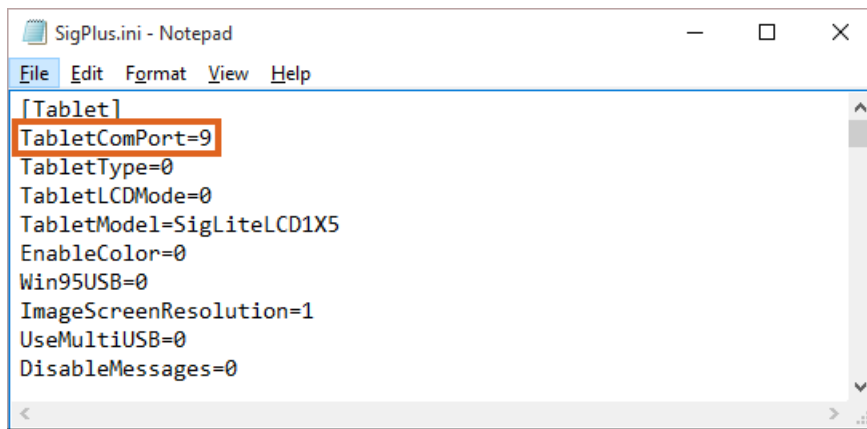 SigPlus.ini - Notepad
File Edit Format View Help
[Tablet]
TabletComPort=9
TabletType=0
TabletLCDMode=0
TabletModel=SigLiteLCD1X5
EnableColor=0
Win95USB=0
ImageScreenResolution=1
UseMultiUSB=0
DisableMessages=0